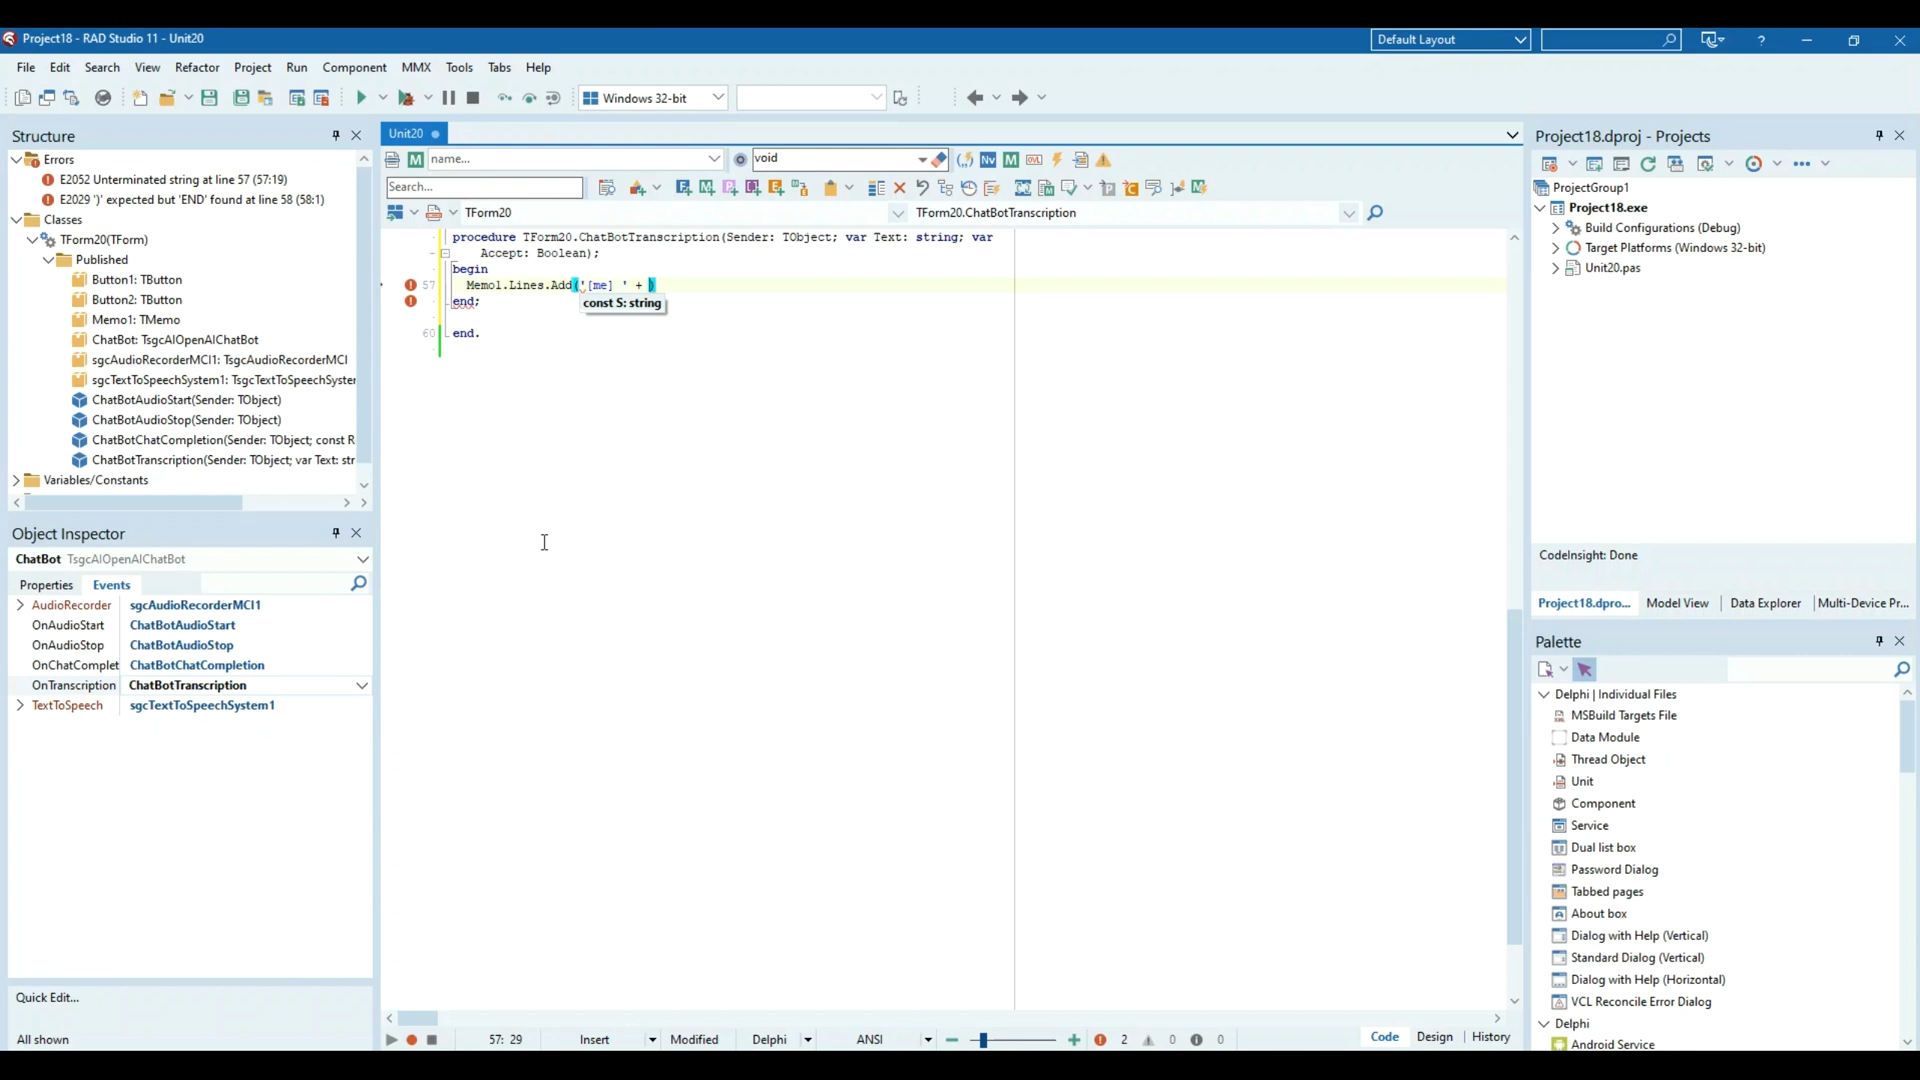 Project18 - RAD Studio 11 - Unit20
Default Layout
?
File Edit Search View Refactor Project Run Component MMX Tools Tabs Help
Windows 32-bit
Structure
Errors
E2052 Unterminated string at line 57 (57:19)
E2029 ')' expected but 'END' found at line 58 (58:1)
Classes
TForm20(TForm)
Published
Button1: TButton
Button2: TButton
Memo1: TMemo
ChatBot: TsgcAIOpenAIChatBot
sgcAudioRecorderMCI1: TsgcAudioRecorderMCI
sgcTextToSpeechSystem1: TsgcTextToSpeechSyster
ChatBotAudioStart(Sender: TObject)
ChatBotAudioStop(Sender: TObject)
ChatBotChatCompletion(Sender: TObject; const R
ChatBotTranscription(Sender: TObject; var Text: str
Variables/Constants
Object Inspector
ChatBot TsgcAIOpenAIChatBot
Properties Events
AudioRecorder sgcAudioRecorderMCI1
OnAudioStart ChatBotAudioStart
OnAudioStop ChatBotAudioStop
OnChatComplet ChatBotChatCompletion
OnTranscription ChatBotTranscription
TextToSpeech sgcTextToSpeechSystem1
Quick Edit...
All shown
Unit20
name...
void
Search...
TForm20 TForm20.ChatBotTranscription
procedure TForm20.ChatBotTranscription(Sender: TObject; var Text: string; var
Accept: Boolean);
begin
57 Memo1.Lines.Add('[me] ' + )
end;
const S: string
60 end.
57: 29 Insert Modified Delphi ANSI 2 0 0
Code Design History
Project18.dproj - Projects
ProjectGroup1
Project18.exe
Build Configurations (Debug)
Target Platforms (Windows 32-bit)
Unit20.pas
CodeInsight: Done
Project18.dpro... Model View Data Explorer Multi-Device Pr...
Palette
Delphi | Individual Files
MSBuild Targets File
Data Module
Thread Object
Unit
Component
Service
Dual list box
Password Dialog
Tabbed pages
About box
Dialog with Help (Vertical)
Standard Dialog (Vertical)
Dialog with Help (Horizontal)
VCL Reconcile Error Dialog
Delphi
Android Service